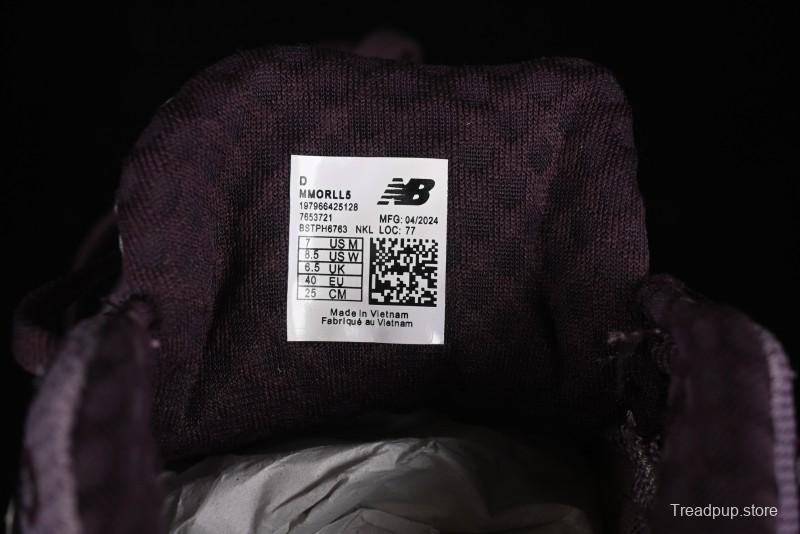 D
MMORLL5
197966425128
7653721 MFG: 04/2024
BSTPH6763 NKL LOC: 77
7 US M
8.5 US W
6.5 UK
40 EU
25 CM
NB
Made in Vietnam
Fabriqué au Vietnam
Treadpup.store